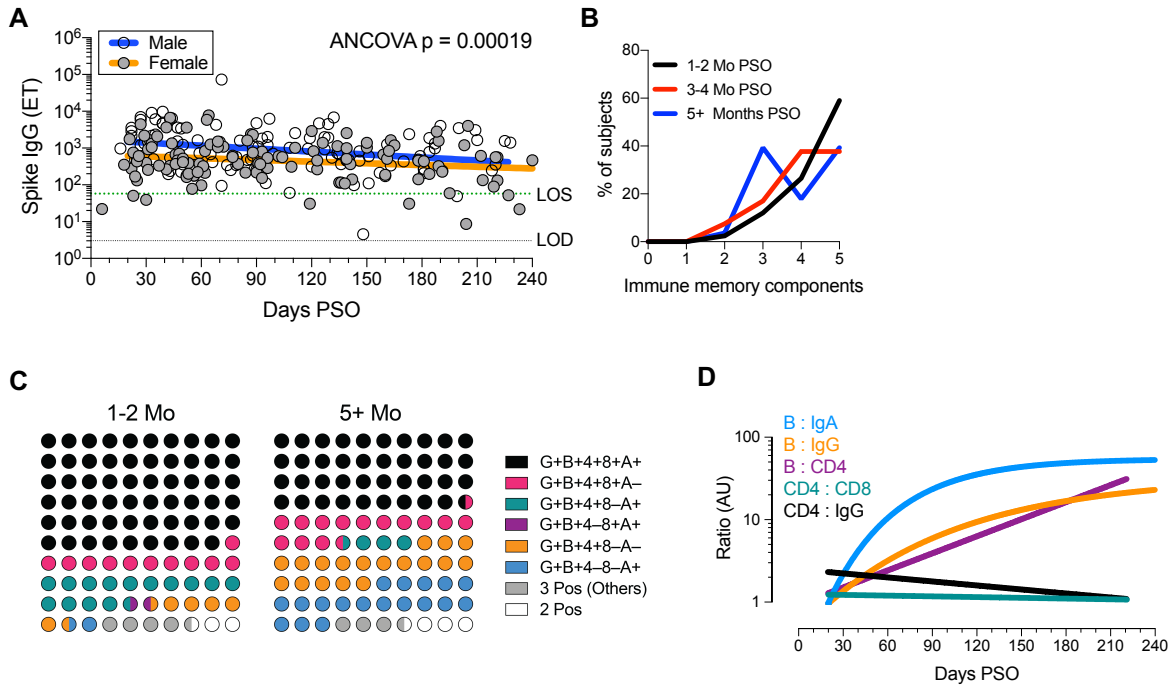 A
Spike IgG (ET)
10⁶
10⁵
10⁴
10³
10²
10¹
10⁰
Male
Female
ANCOVA p = 0.00019
LOS
LOD
0 30 60 90 120 150 180 210 240
Days PSO
B
% of subjects
80
60
40
20
0
1-2 Mo PSO
3-4 Mo PSO
5+ Months PSO
0 1 2 3 4 5
Immune memory components
C
1-2 Mo
5+ Mo
G+B+4+8+A+
G+B+4+8+A–
G+B+4+8–A+
G+B+4–8+A+
G+B+4+8–A–
G+B+4–8–A+
3 Pos (Others)
2 Pos
D
B : IgA
B : IgG
B : CD4
CD4 : CD8
CD4 : IgG
Ratio (AU)
100
10
1
0 30 60 90 120 150 180 210 240
Days PSO